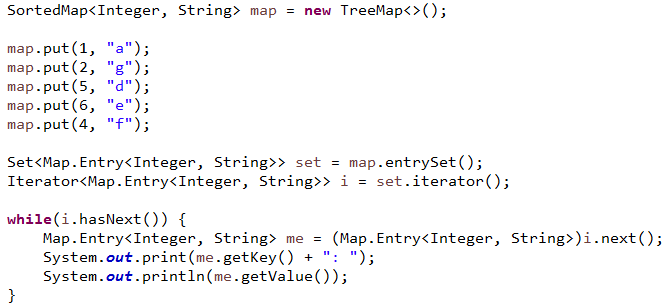 SortedMap<Integer, String> map = new TreeMap<>();
map.put(1, "a");
map.put(2, "g");
map.put(5, "d");
map.put(6, "e");
map.put(4, "f");
Set<Map.Entry<Integer, String>> set = map.entrySet();
Iterator<Map.Entry<Integer, String>> i = set.iterator();
while(i.hasNext()) {
Map.Entry<Integer, String> me = (Map.Entry<Integer, String>)i.next();
System.out.print(me.getKey() + ": ");
System.out.println(me.getValue());
}